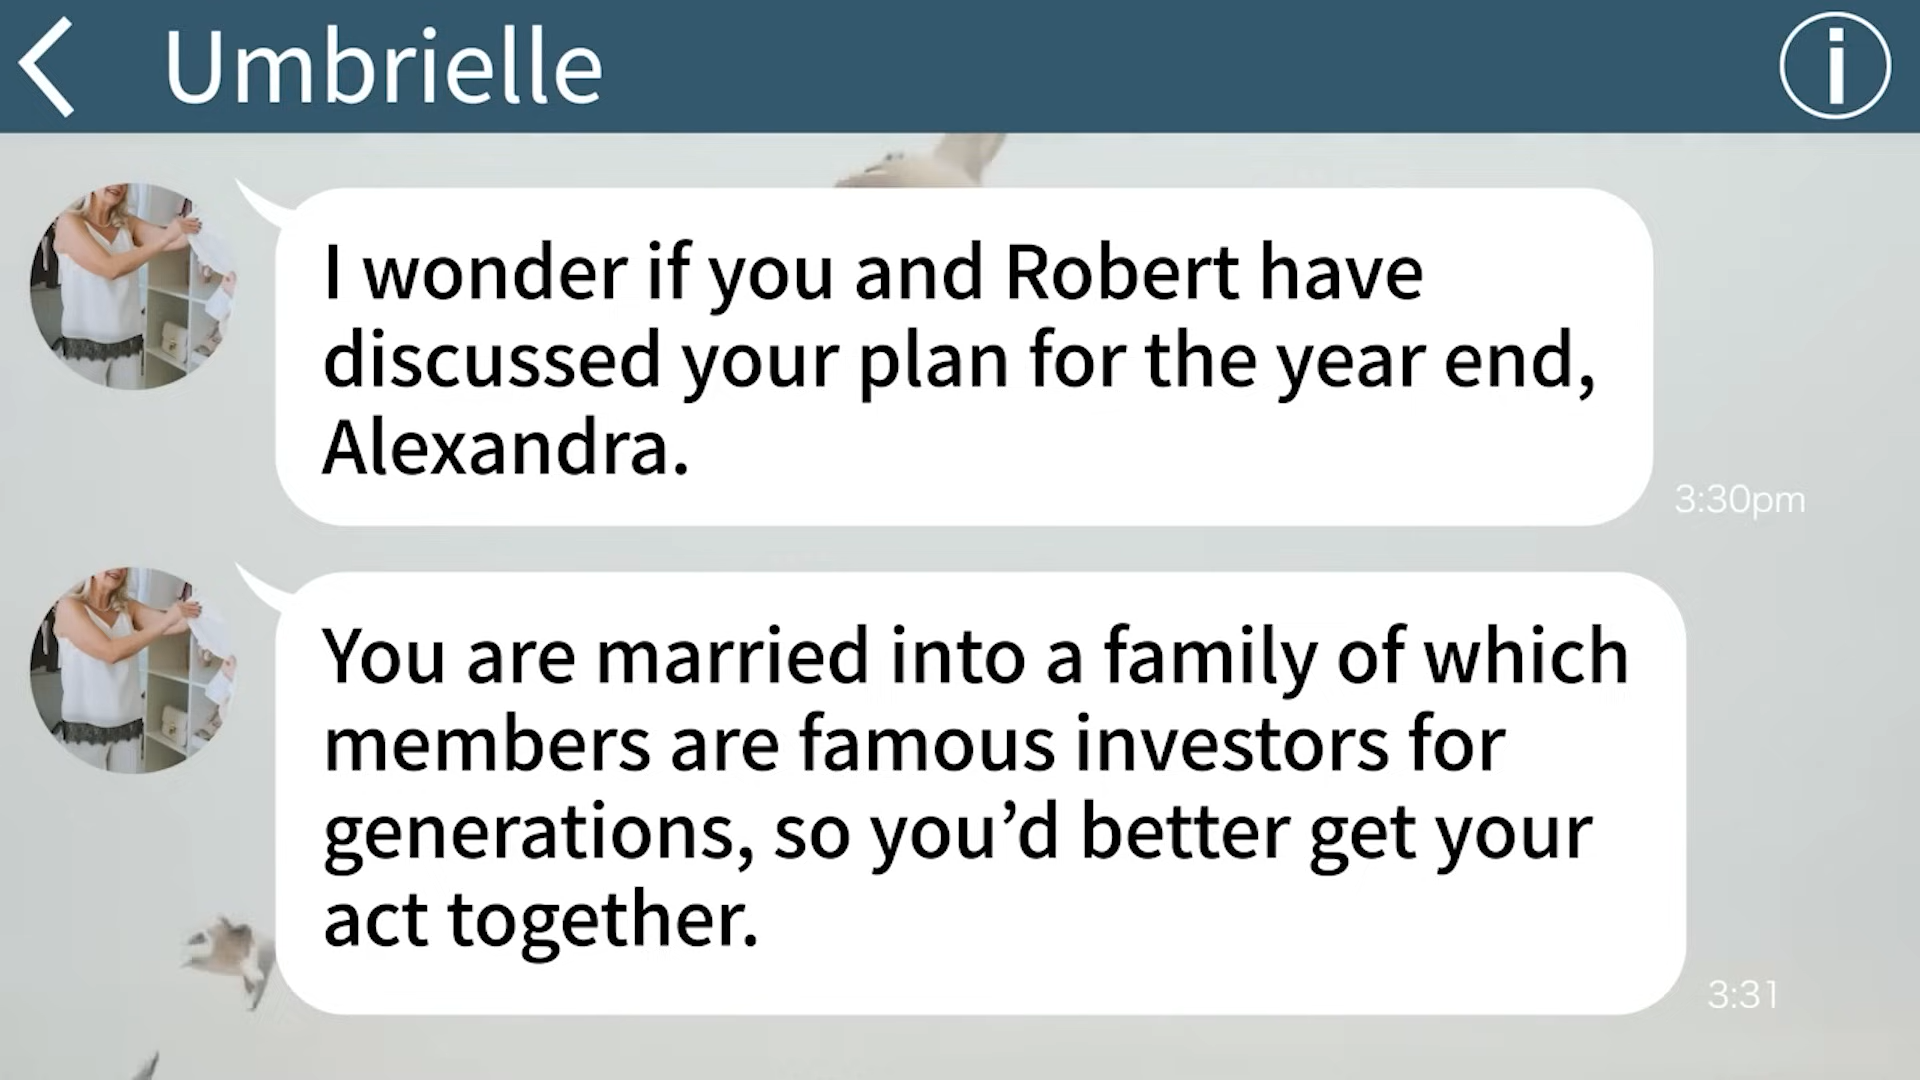 Umbrielle
I wonder if you and Robert have
discussed your plan for the year end,
Alexandra.
3:30pm
You are married into a family of which
members are famous investors for
generations, so you’d better get your
act together.
3:31